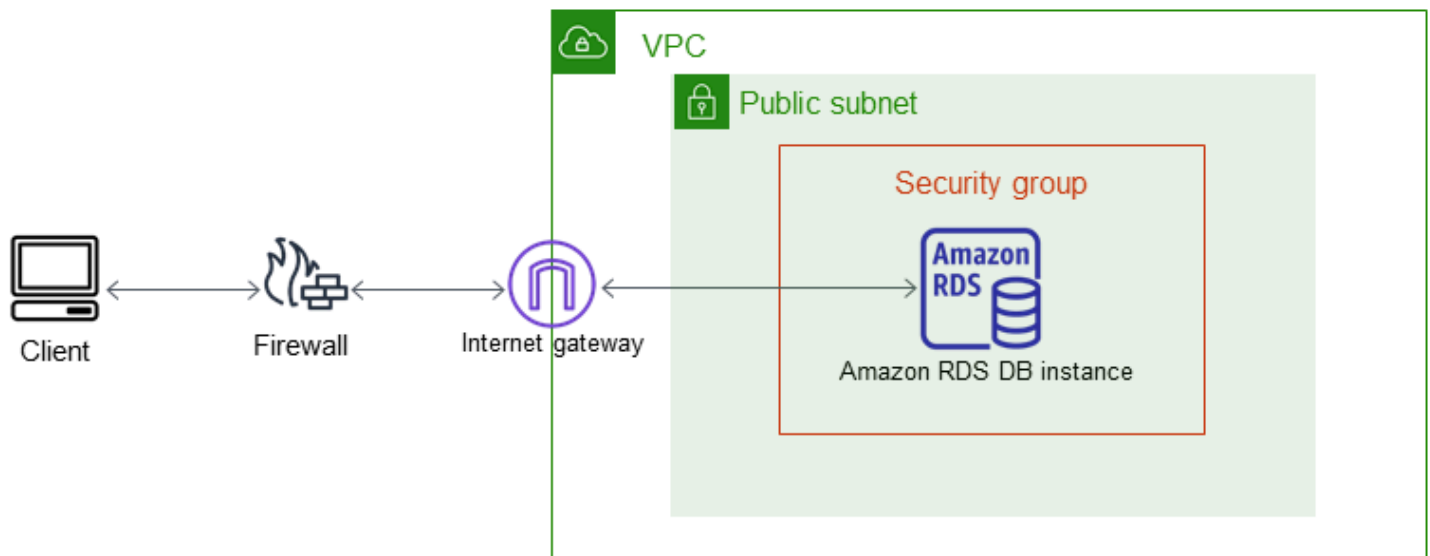 VPC
Public subnet
Security group
Amazon
RDS
Client
Firewall
Internet gateway
Amazon RDS DB instance